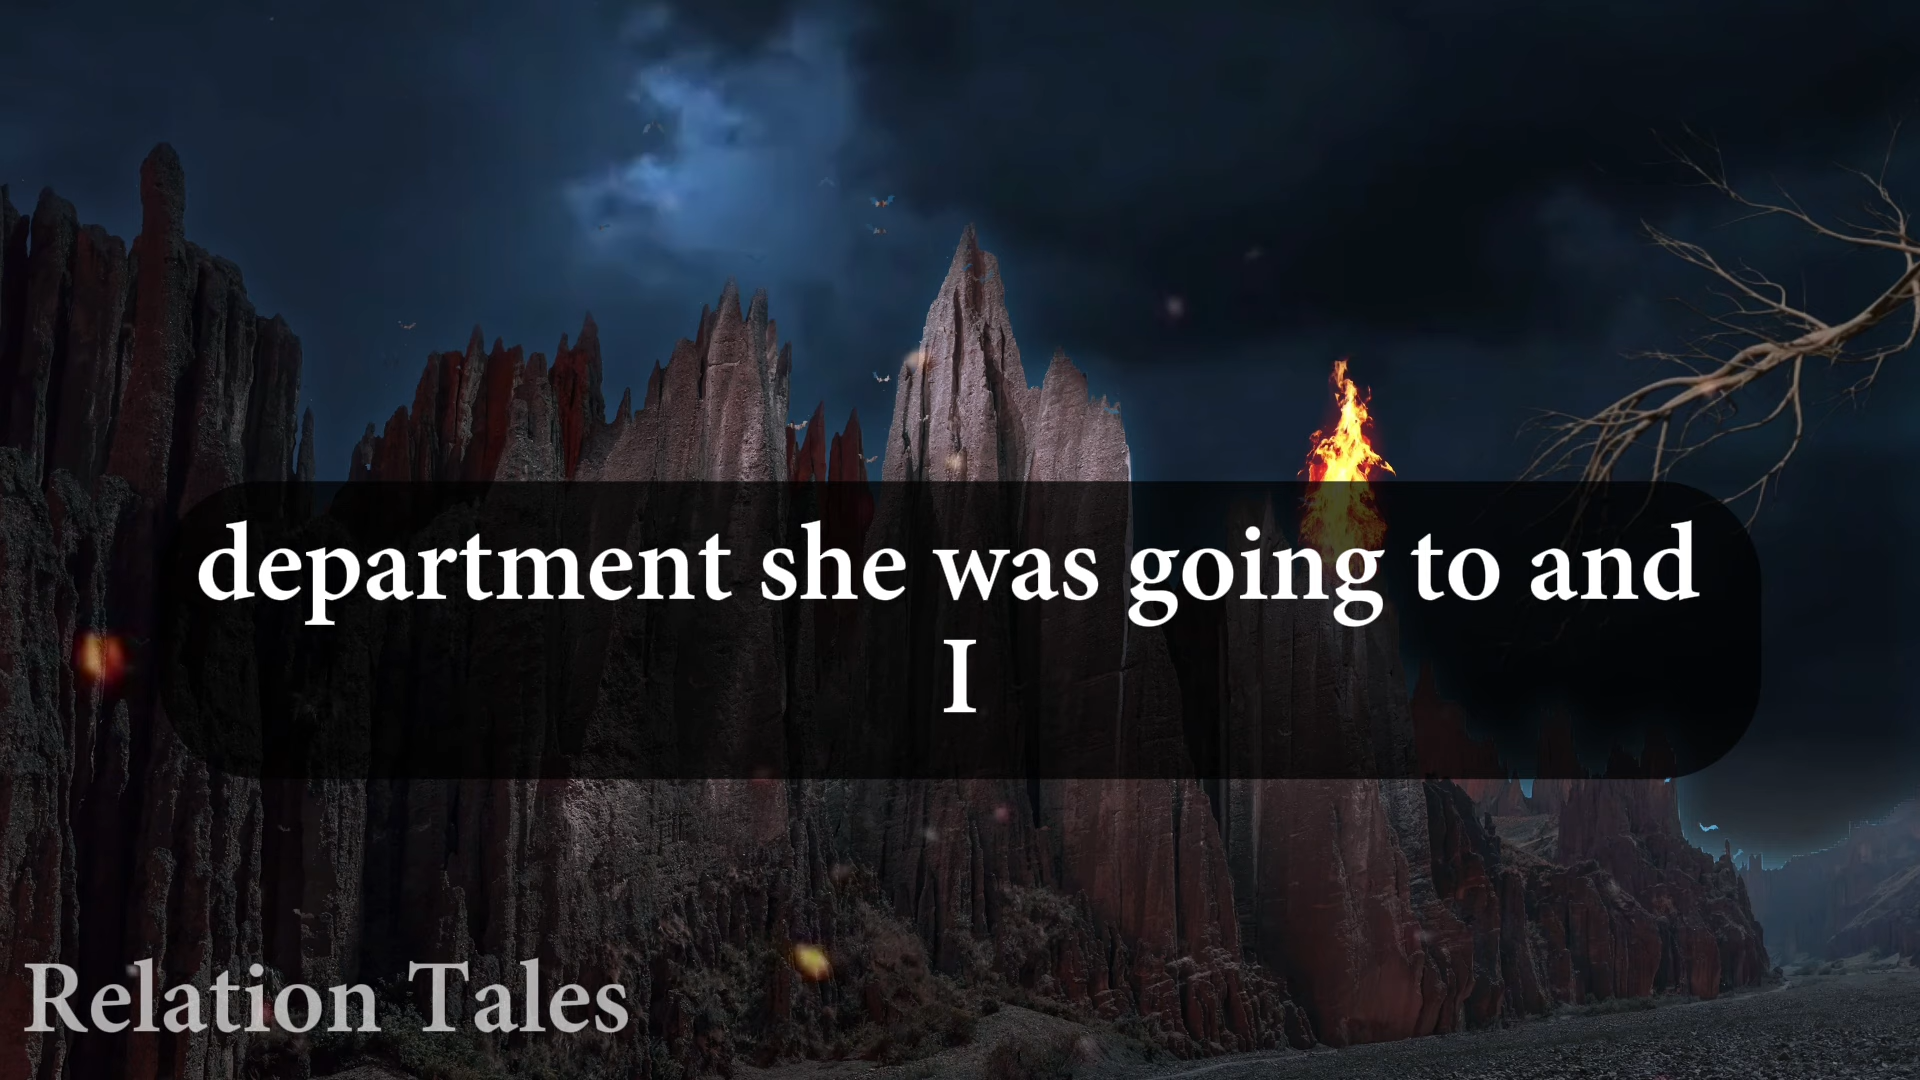 department she was going to and
I
Relation Tales